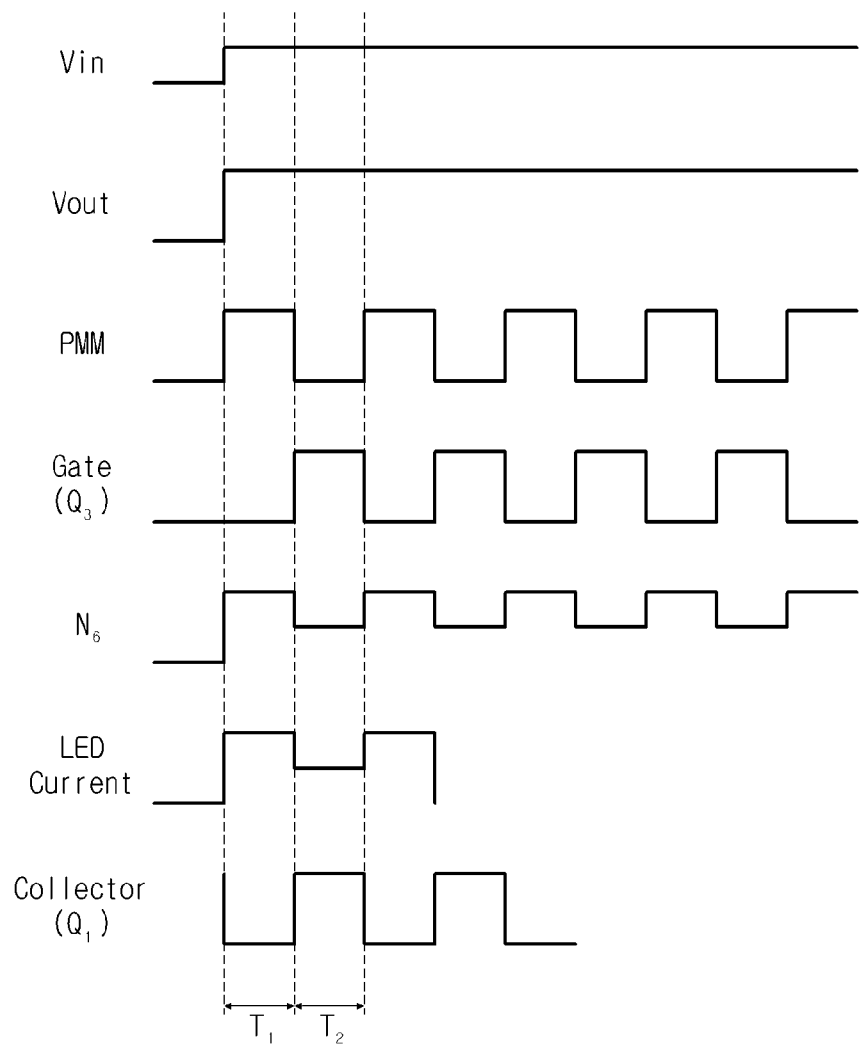 Vin
Vout
PMM
Gate
(Q₃)
N₆
LED
Current
Collector
(Q₁)
T₁ T₂